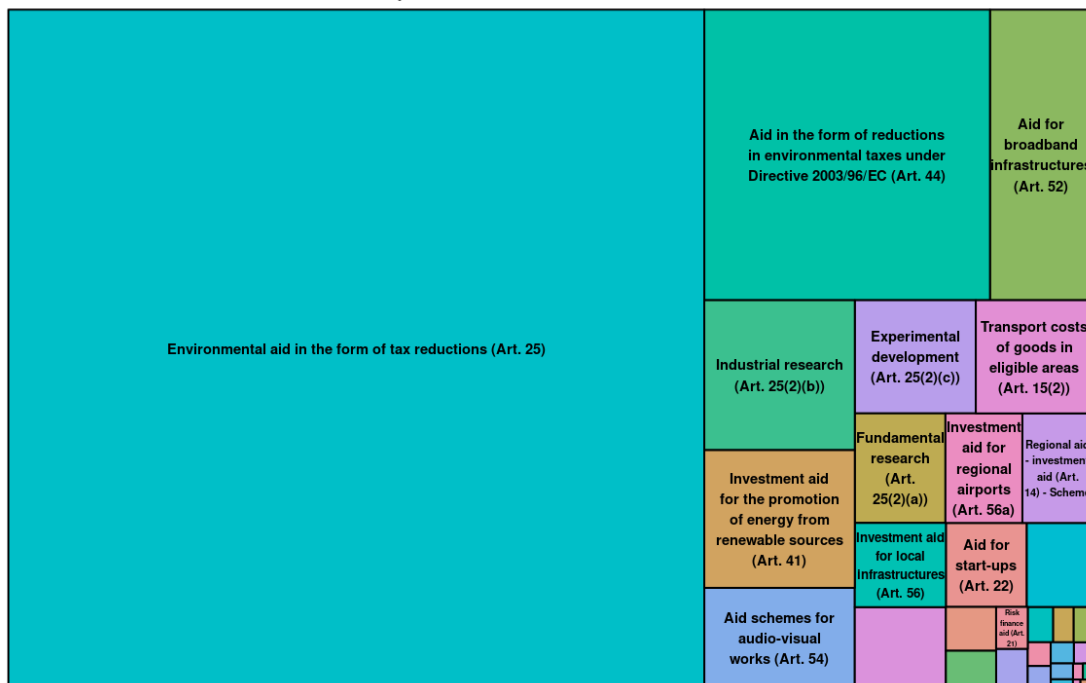 Environmental aid in the form of tax reductions (Art. 25)
Aid in the form of reductions
in environmental taxes under
Directive 2003/96/EC (Art. 44)
Aid for
broadband
infrastructures
(Art. 52)
Industrial research
(Art. 25(2)(b))
Experimental
development
(Art. 25(2)(c))
Transport costs
of goods in
eligible areas
(Art. 15(2))
Investment aid
for the promotion
of energy from
renewable sources
(Art. 41)
Fundamental
research
(Art.
25(2)(a))
Investment
aid for
regional
airports
(Art. 56a)
Regional aid
- investment
aid (Art.
14) - Scheme
Investment aid
for local
infrastructures
(Art. 56)
Aid for
start-ups
(Art. 22)
Aid schemes for
audio-visual
works (Art. 54)
Risk
finance
aid (Art.
21)